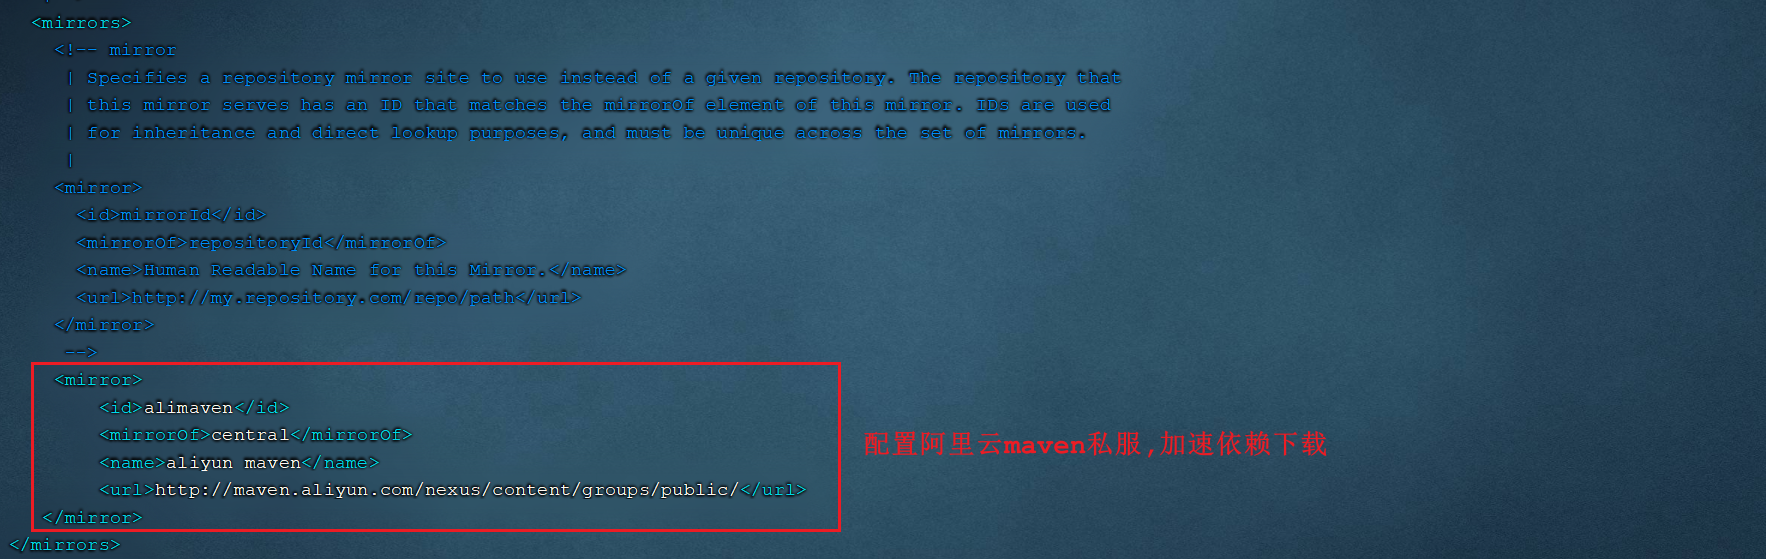 <mirrors>
<!-- mirror
| Specifies a repository mirror site to use instead of a given repository. The repository that
| this mirror serves has an ID that matches the mirrorOf element of this mirror. IDs are used
| for inheritance and direct lookup purposes, and must be unique across the set of mirrors.
|
<mirror>
<id>mirrorId</id>
<mirrorOf>repositoryId</mirrorOf>
<name>Human Readable Name for this Mirror.</name>
<url>http://my.repository.com/repo/path</url>
</mirror>
-->
<mirror>
<id>alimaven</id>
<mirrorOf>central</mirrorOf>
<name>aliyun maven</name>
<url>http://maven.aliyun.com/nexus/content/groups/public/</url>
</mirror>
</mirrors>
配置阿里云maven私服,加速依赖下载